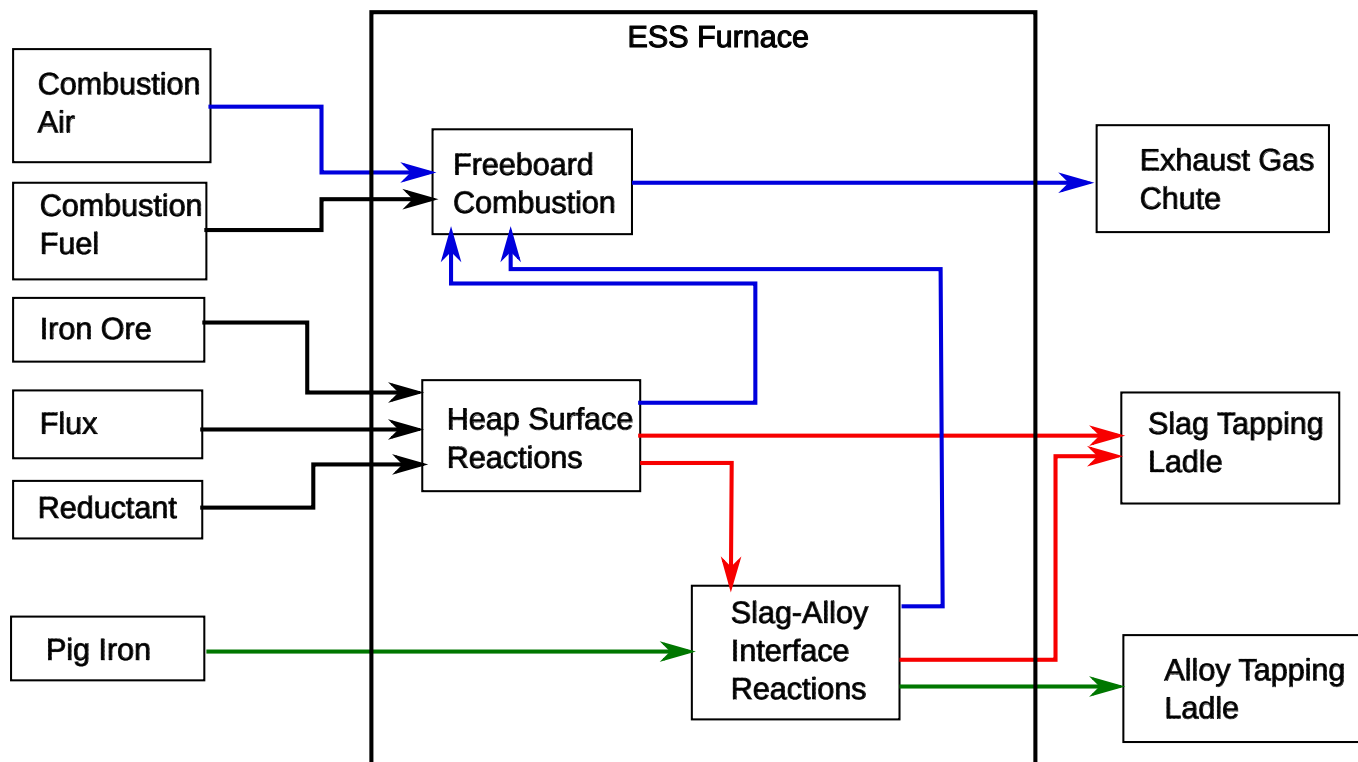 ESS Furnace
Combustion
Air
Freeboard
Combustion
Exhaust Gas
Chute
Combustion
Fuel
Iron Ore
Flux
Reductant
Heap Surface
Reactions
Slag Tapping
Ladle
Pig Iron
Slag-Alloy
Interface
Reactions
Alloy Tapping
Ladle